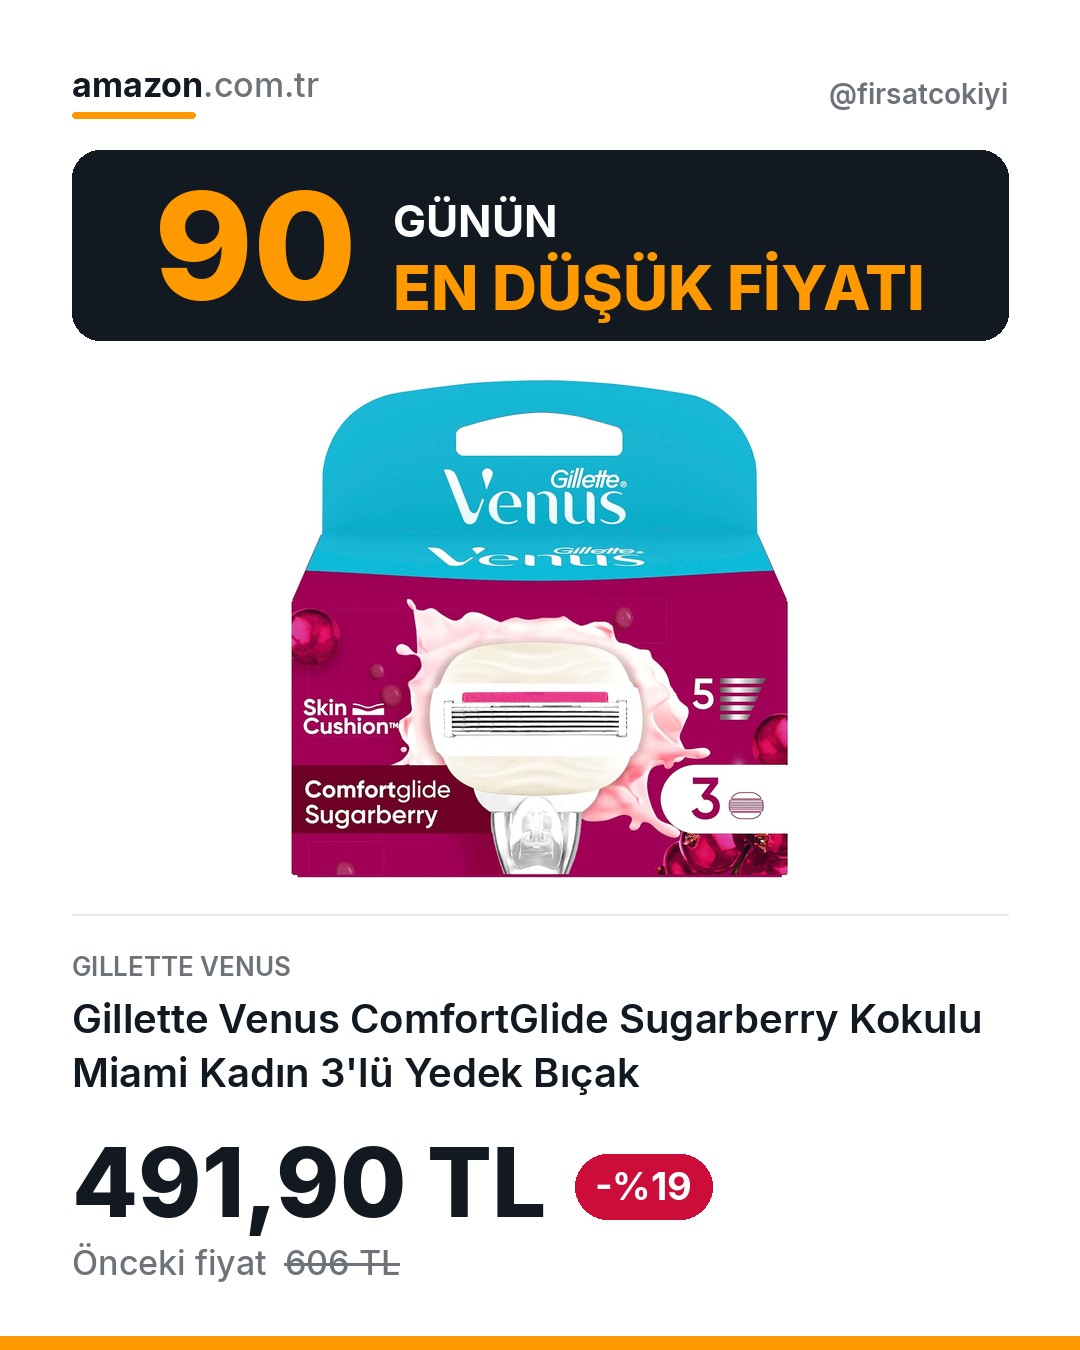 amazon.com.tr
@firsatcokiyi
90
GÜNÜN
EN DÜŞÜK FİYATI
Gillette®
Venus
Gillette®
Venus
Skin
Cushion™
5
Comfortglide
Sugarberry
3
GILLETTE VENUS
Gillette Venus ComfortGlide Sugarberry Kokulu
Miami Kadın 3'lü Yedek Bıçak
491,90 TL
-%19
Önceki fiyat 606 TL